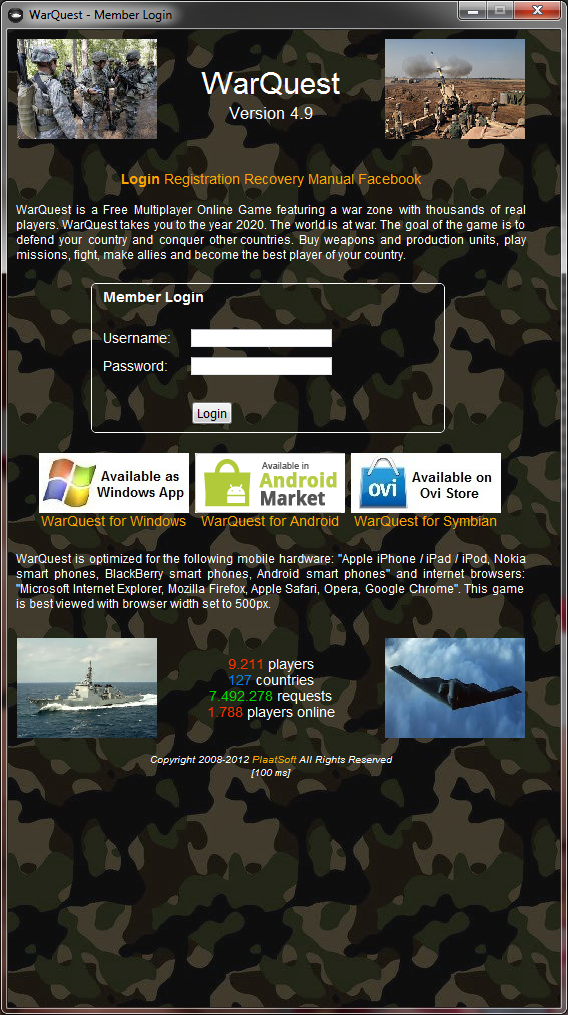 WarQuest - Member Login
WarQuest
Version 4.9
Login Registration Recovery Manual Facebook
WarQuest is a Free Multiplayer Online Game featuring a war zone with thousands of real
players. WarQuest takes you to the year 2020. The world is at war. The goal of the game is to
defend your country and conquer other countries. Buy weapons and production units, play
missions, fight, make allies and become the best player of your country.
Member Login
Username:
Password:
Login
Available as
Windows App
Available in
Android
Market
ovi
Available on
Ovi Store
WarQuest for Windows
WarQuest for Android
WarQuest for Symbian
WarQuest is optimized for the following mobile hardware: "Apple iPhone / iPad / iPod, Nokia
smart phones, BlackBerry smart phones, Android smart phones" and internet browsers:
"Microsoft Internet Explorer, Mozilla Firefox, Apple Safari, Opera, Google Chrome". This game
is best viewed with browser width set to 500px.
9.211 players
127 countries
7.492.278 requests
1.788 players online
Copyright 2008-2012 PlaatSoft All Rights Reserved
[100 ms]